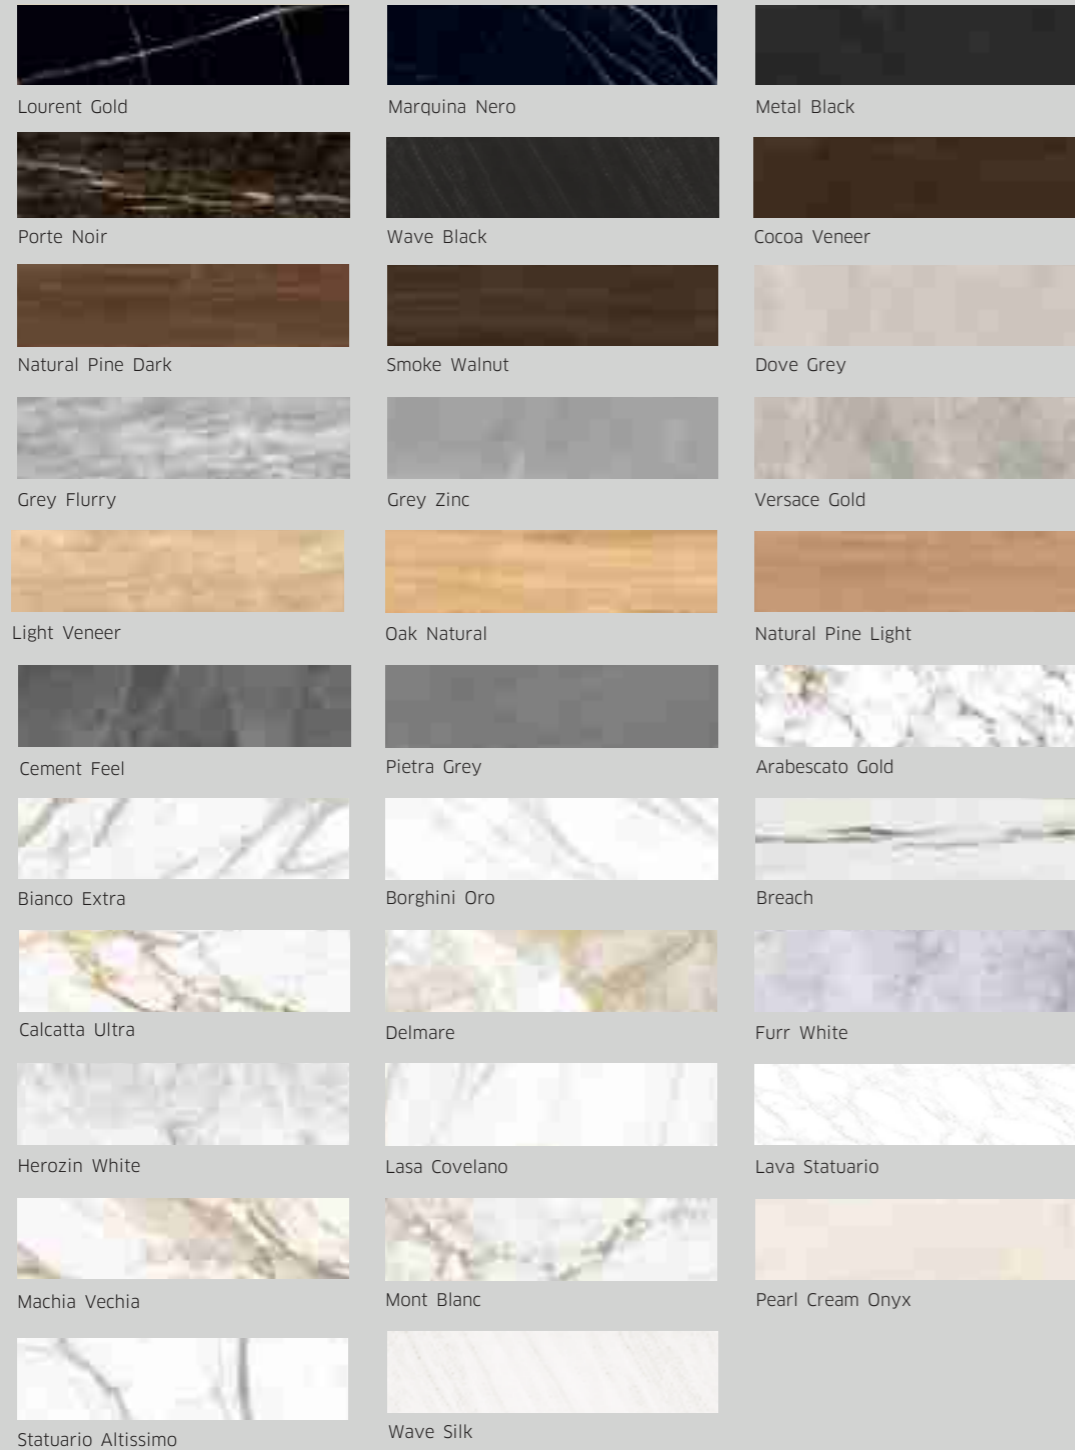 Lourent Gold
Marquina Nero
Metal Black
Porte Noir
Wave Black
Cocoa Veneer
Natural Pine Dark
Smoke Walnut
Dove Grey
Grey Flurry
Grey Zinc
Versace Gold
Light Veneer
Oak Natural
Natural Pine Light
Cement Feel
Pietra Grey
Arabescato Gold
Bianco Extra
Borghini Oro
Breach
Calcatta Ultra
Delmare
Furr White
Herozin White
Lasa Covelano
Lava Statuario
Machia Vechia
Mont Blanc
Pearl Cream Onyx
Statuario Altissimo
Wave Silk